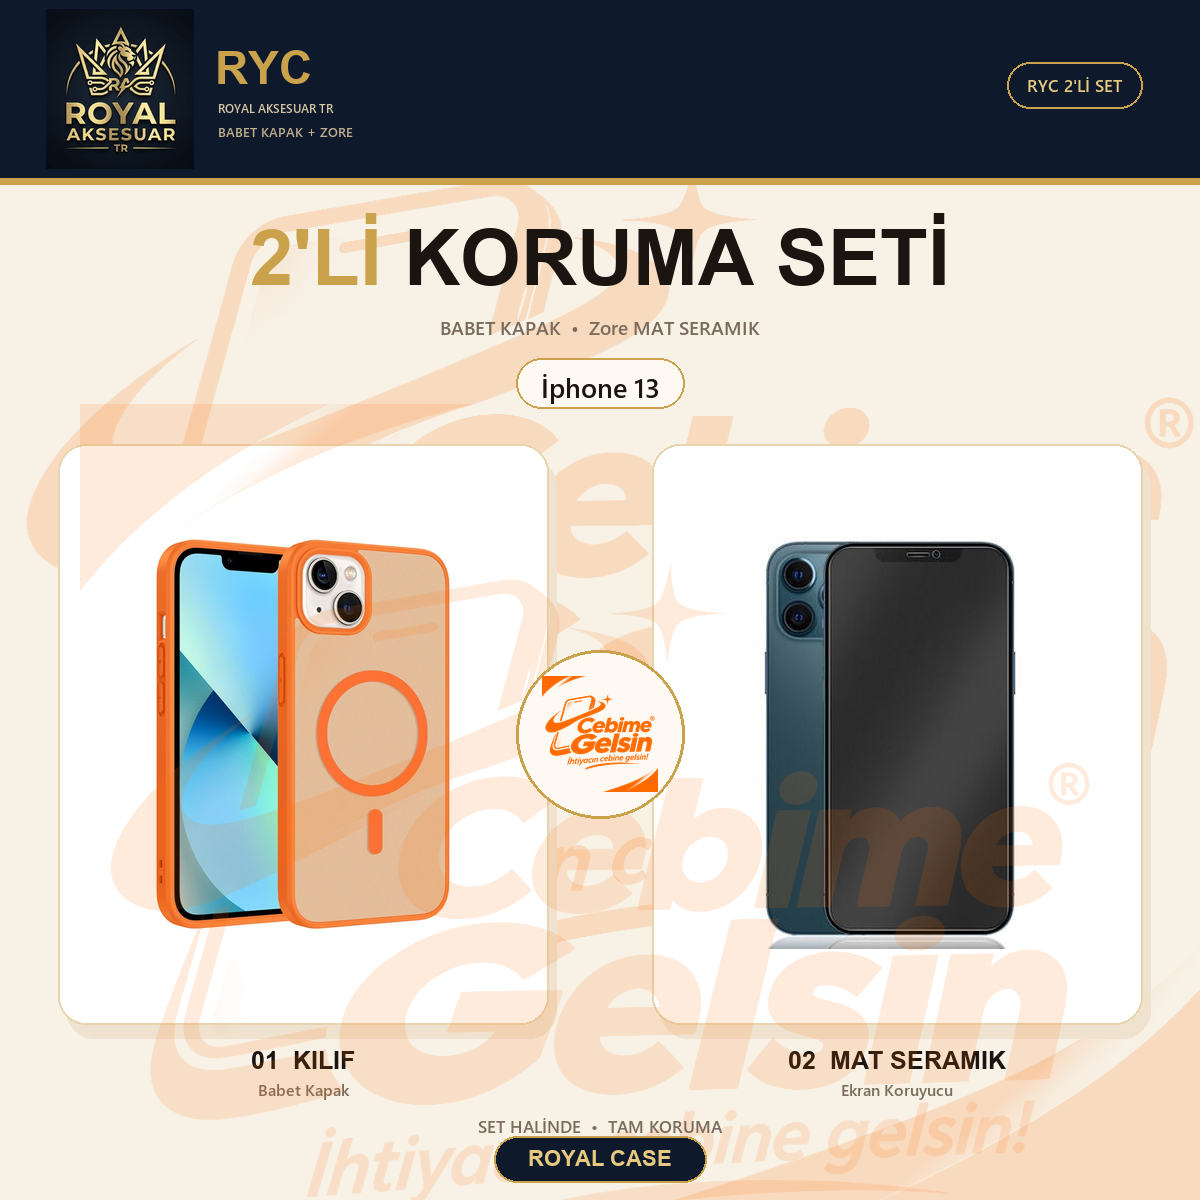 ROYAL
AKSESUAR
TR
RYC
ROYAL AKSESUAR TR
BABET KAPAK + ZORE
RYC 2'Lİ SET
2'Lİ KORUMA SETİ
BABET KAPAK • Zore MAT SERAMIK
İphone 13
Cebime®
Gelsin
İhtiyacın cebine gelsin!
Cebime®
Gelsin
01 KILIF
Babet Kapak
02 MAT SERAMIK
Ekran Koruyucu
SET HALİNDE • TAM KORUMA
ROYAL CASE